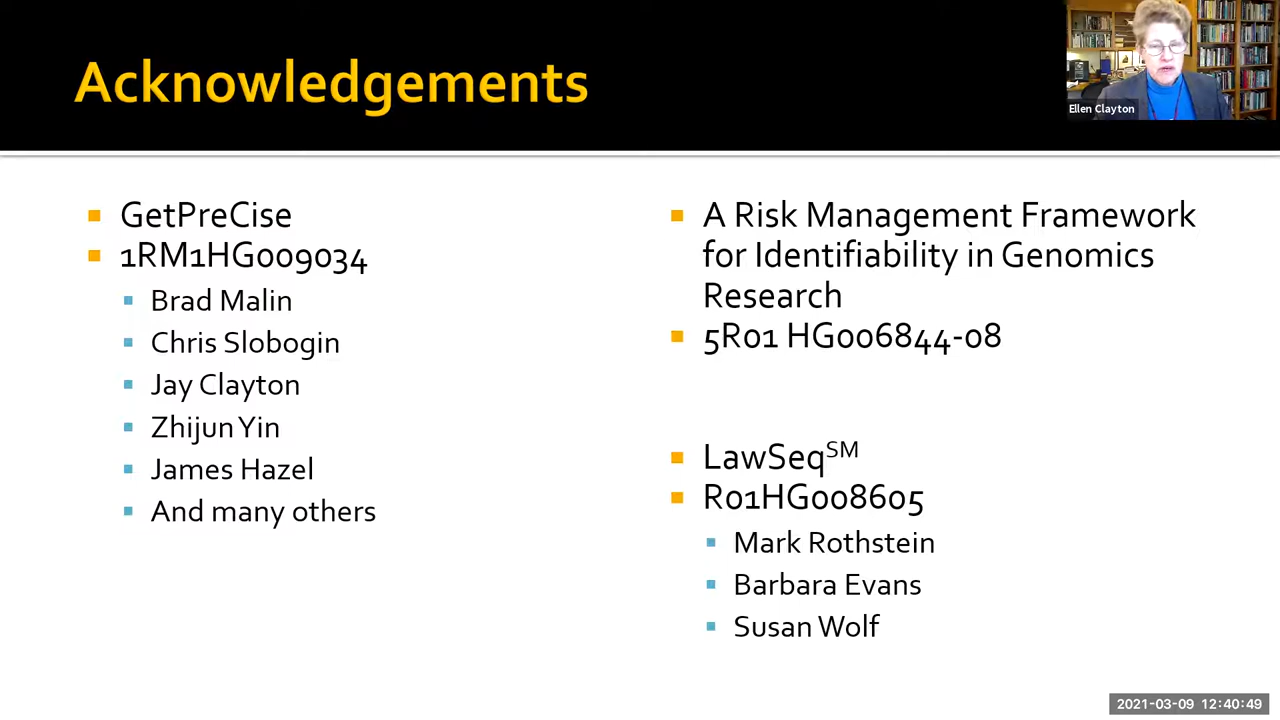 Acknowledgements
Ellen Clayton
GetPreCise
1RM1HG009034
Brad Malin
Chris Slobogin
Jay Clayton
Zhijun Yin
James Hazel
And many others
A Risk Management Framework
for Identifiability in Genomics
Research
5R01 HG006844-08
LawSeqSM
R01HG008605
Mark Rothstein
Barbara Evans
Susan Wolf
2021-03-09 12:40:49